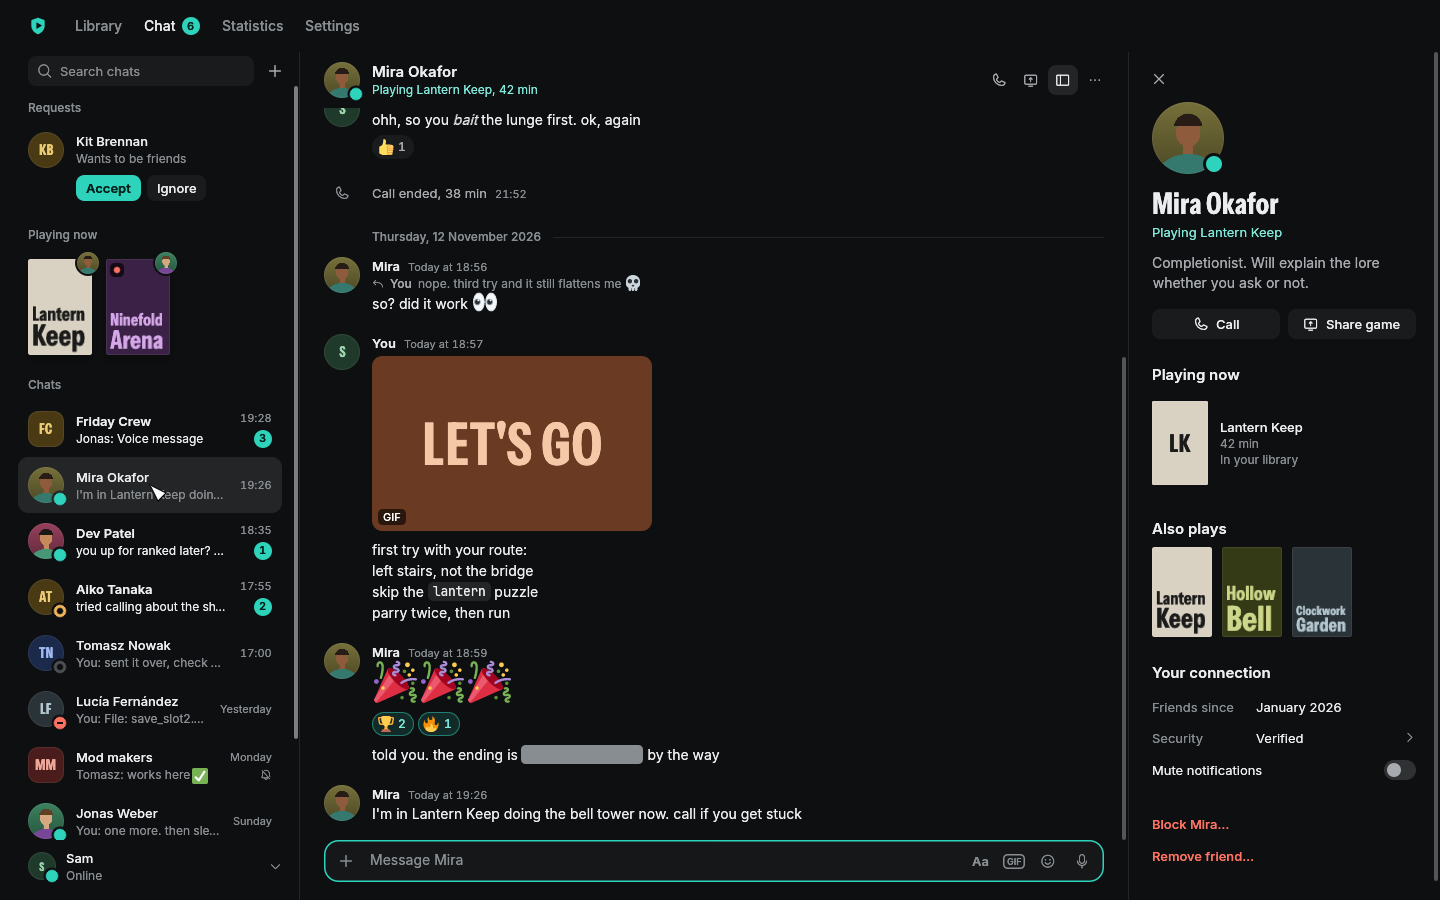 Library Chat 6 Statistics Settings
Search chats
Requests
KB Kit Brennan
Wants to be friends
Accept Ignore
Playing now
Lantern
Keep
Ninefold
Arena
Chats
FC Friday Crew 19:28
Jonas: Voice message 3
Mira Okafor 19:26
I'm in Lantern Keep doin...
Dev Patel 18:35
you up for ranked later? ... 1
AT Aiko Tanaka 17:55
tried calling about the sh... 2
TN Tomasz Nowak 17:00
You: sent it over, check ...
LF Lucía Fernández Yesterday
You: File: save_slot2....
MM Mod makers Monday
Tomasz: works here ✅
Jonas Weber Sunday
You: one more. then sle...
S Sam
Online
Mira Okafor
Playing Lantern Keep, 42 min
S ohh, so you bait the lunge first. ok, again
👍 1
Call ended, 38 min 21:52
Thursday, 12 November 2026
Mira Today at 18:56
You nope. third try and it still flattens me 💀
so? did it work 👀
S You Today at 18:57
LET'S GO
GIF
first try with your route:
left stairs, not the bridge
skip the lantern puzzle
parry twice, then run
Mira Today at 18:59
🎉🎉🎉
🏆 2 🔥 1
told you. the ending is by the way
Mira Today at 19:26
I'm in Lantern Keep doing the bell tower now. call if you get stuck
Message Mira Aa GIF
Mira Okafor
Playing Lantern Keep
Completionist. Will explain the lore
whether you ask or not.
Call Share game
Playing now
LK
Lantern Keep
42 min
In your library
Also plays
Lantern
Keep
Hollow
Bell
Clockwork
Garden
Your connection
Friends since January 2026
Security Verified
Mute notifications
Block Mira...
Remove friend...